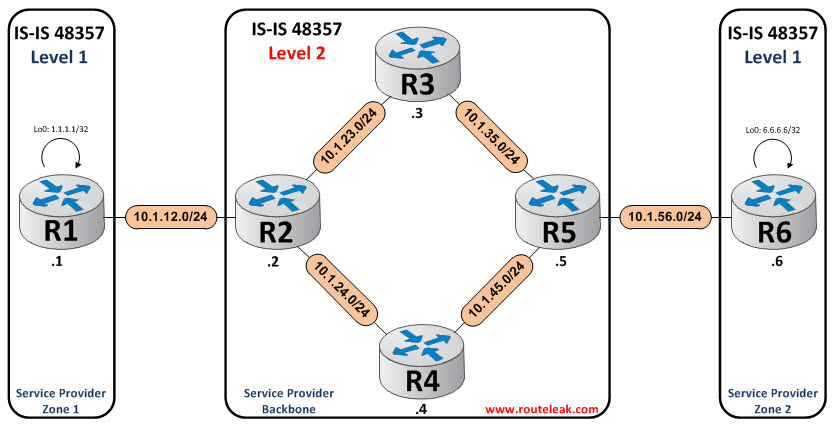 IS-IS 48357
Level 1
Lo0: 1.1.1.1/32
R1
.1
Service Provider
Zone 1
10.1.12.0/24
IS-IS 48357
Level 2
R3
.3
10.1.23.0/24
10.1.35.0/24
R2
.2
R5
.5
10.1.24.0/24
10.1.45.0/24
R4
.4
Service Provider
Backbone
www.routeleak.com
10.1.56.0/24
IS-IS 48357
Level 1
Lo0: 6.6.6.6/32
R6
.6
Service Provider
Zone 2